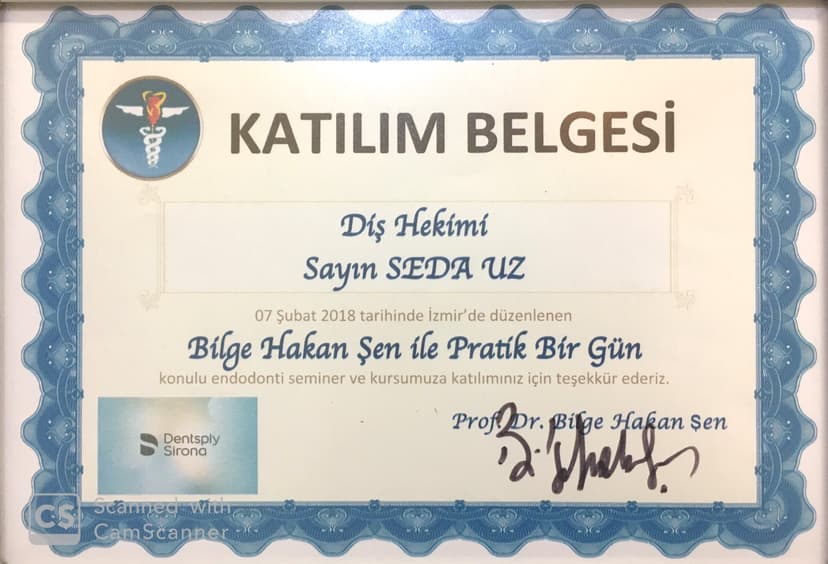 KATILIM BELGESİ
Diş Hekimi
Sayın SEDA UZ
07 Şubat 2018 tarihinde İzmir'de düzenlenen
Bilge Hakan Şen ile Pratik Bir Gün
konulu endodonti seminer ve kursumuza katılımınız için teşekkür ederiz.
Prof. Dr. Bilge Hakan Şen
Dentsply
Sirona
CS Scanned with
CamScanner